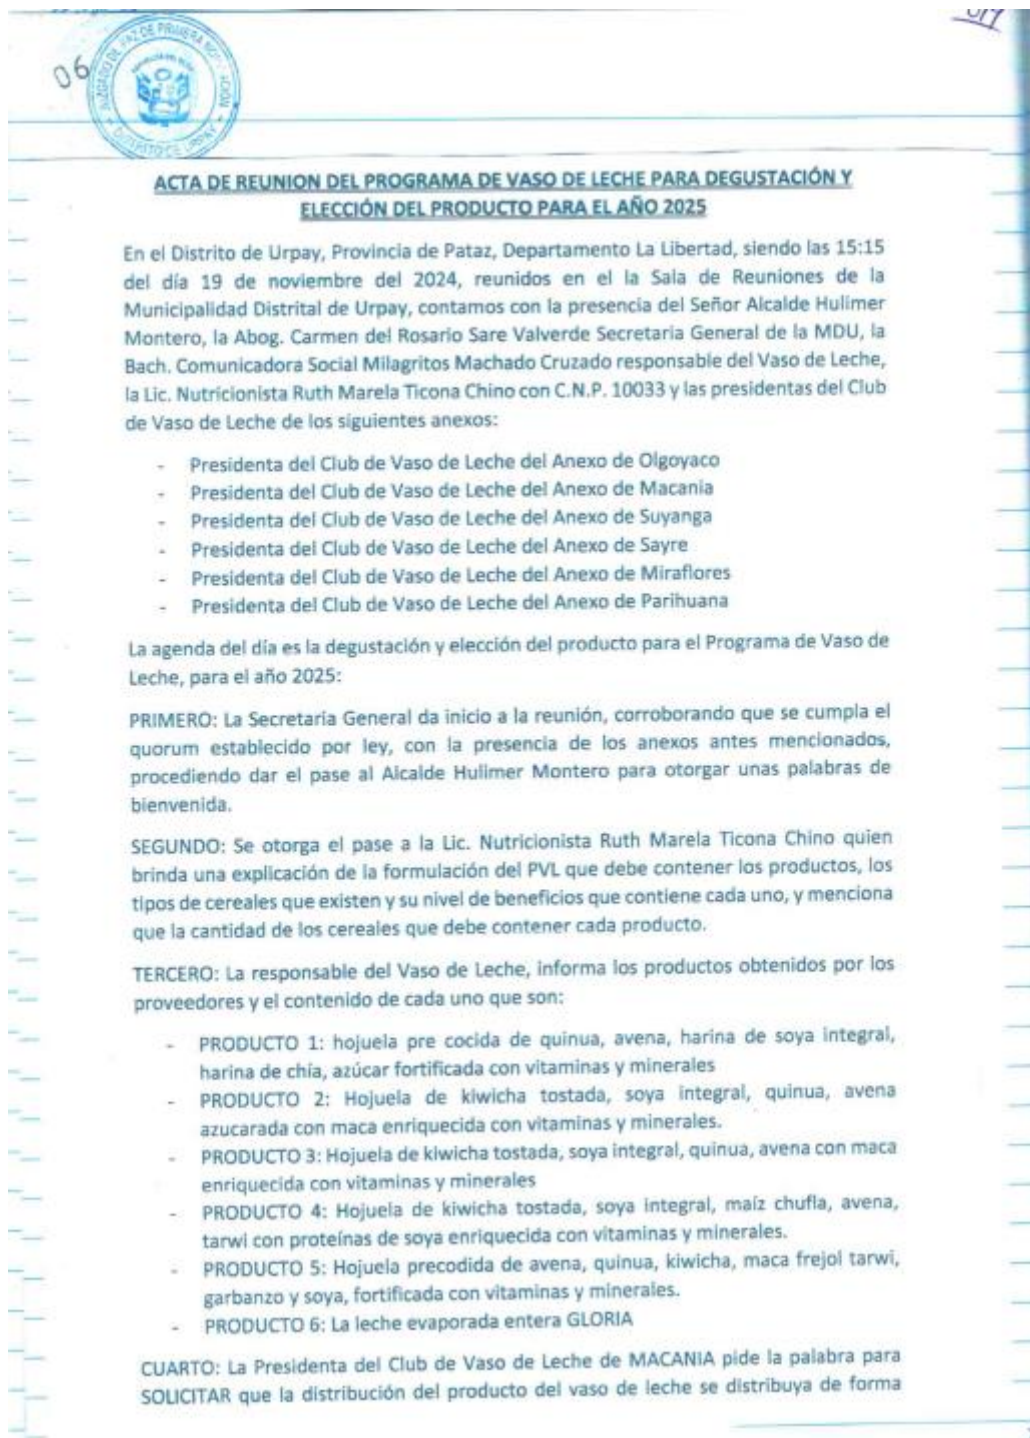 06
JUZGADO DE PAZ DE PRIMERA NOMINACION
DISTRITO DE URPAY
ACTA DE REUNION DEL PROGRAMA DE VASO DE LECHE PARA DEGUSTACIÓN Y
ELECCIÓN DEL PRODUCTO PARA EL AÑO 2025
En el Distrito de Urpay, Provincia de Pataz, Departamento La Libertad, siendo las 15:15
del día 19 de noviembre del 2024, reunidos en el la Sala de Reuniones de la
Municipalidad Distrital de Urpay, contamos con la presencia del Señor Alcalde Hulimer
Montero, la Abog. Carmen del Rosario Sare Valverde Secretaria General de la MDU, la
Bach. Comunicadora Social Milagritos Machado Cruzado responsable del Vaso de Leche,
la Lic. Nutricionista Ruth Marela Ticona Chino con C.N.P. 10033 y las presidentas del Club
de Vaso de Leche de los siguientes anexos:
- Presidenta del Club de Vaso de Leche del Anexo de Olgoyaco
- Presidenta del Club de Vaso de Leche del Anexo de Macania
- Presidenta del Club de Vaso de Leche del Anexo de Suyanga
- Presidenta del Club de Vaso de Leche del Anexo de Sayre
- Presidenta del Club de Vaso de Leche del Anexo de Miraflores
- Presidenta del Club de Vaso de Leche del Anexo de Parihuana
La agenda del día es la degustación y elección del producto para el Programa de Vaso de
Leche, para el año 2025:
PRIMERO: La Secretaria General da inicio a la reunión, corroborando que se cumpla el
quorum establecido por ley, con la presencia de los anexos antes mencionados,
procediendo dar el pase al Alcalde Hulimer Montero para otorgar unas palabras de
bienvenida.
SEGUNDO: Se otorga el pase a la Lic. Nutricionista Ruth Marela Ticona Chino quien
brinda una explicación de la formulación del PVL que debe contener los productos, los
tipos de cereales que existen y su nivel de beneficios que contiene cada uno, y menciona
que la cantidad de los cereales que debe contener cada producto.
TERCERO: La responsable del Vaso de Leche, informa los productos obtenidos por los
proveedores y el contenido de cada uno que son:
- PRODUCTO 1: hojuela pre cocida de quinua, avena, harina de soya integral,
harina de chía, azúcar fortificada con vitaminas y minerales
- PRODUCTO 2: Hojuela de kiwicha tostada, soya integral, quinua, avena
azucarada con maca enriquecida con vitaminas y minerales.
- PRODUCTO 3: Hojuela de kiwicha tostada, soya integral, quinua, avena con maca
enriquecida con vitaminas y minerales
- PRODUCTO 4: Hojuela de kiwicha tostada, soya integral, maíz chufla, avena,
tarwi con proteínas de soya enriquecida con vitaminas y minerales.
- PRODUCTO 5: Hojuela precodida de avena, quinua, kiwicha, maca frejol tarwi,
garbanzo y soya, fortificada con vitaminas y minerales.
- PRODUCTO 6: La leche evaporada entera GLORIA
CUARTO: La Presidenta del Club de Vaso de Leche de MACANIA pide la palabra para
SOLICITAR que la distribución del producto del vaso de leche se distribuya de forma